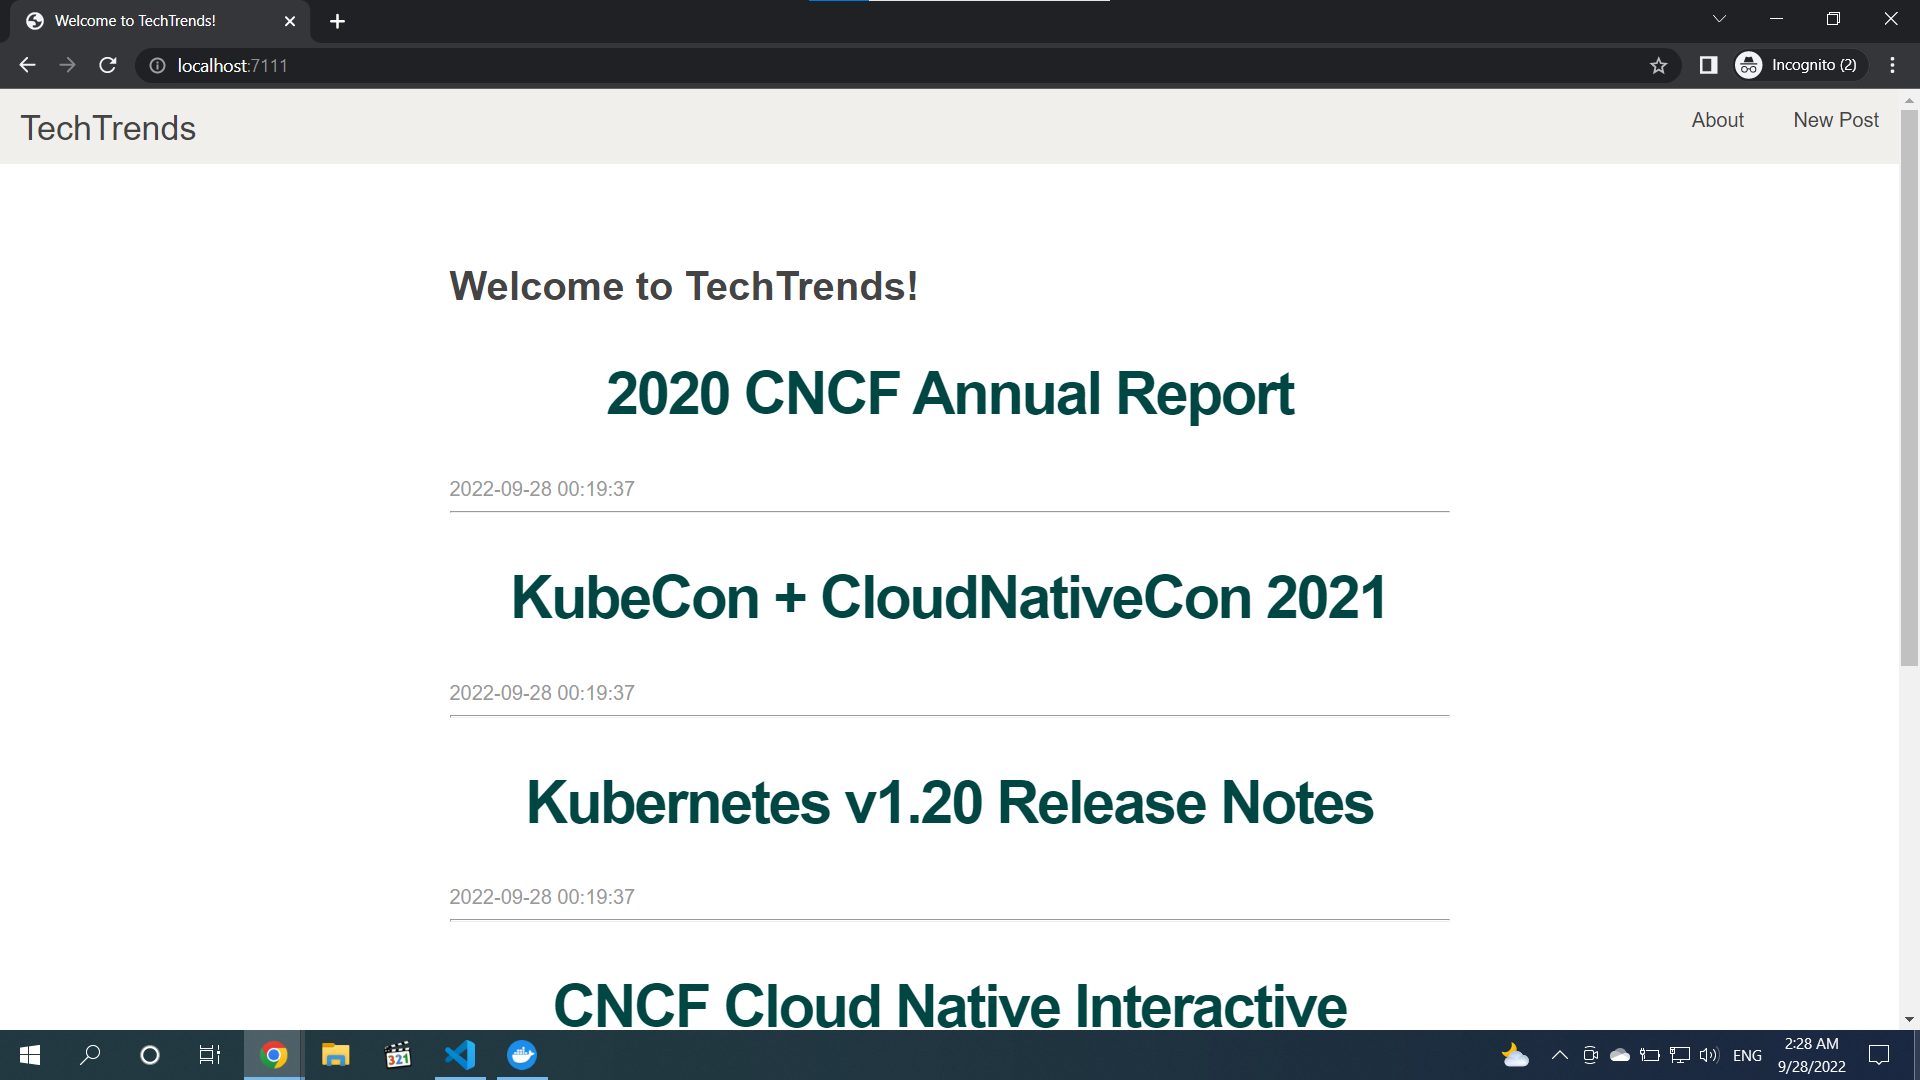 Welcome to TechTrends!
localhost:7111
Incognito (2)
TechTrends
About
New Post
Welcome to TechTrends!
2020 CNCF Annual Report
2022-09-28 00:19:37
KubeCon + CloudNativeCon 2021
2022-09-28 00:19:37
Kubernetes v1.20 Release Notes
2022-09-28 00:19:37
CNCF Cloud Native Interactive
321
ENG
2:28 AM
9/28/2022